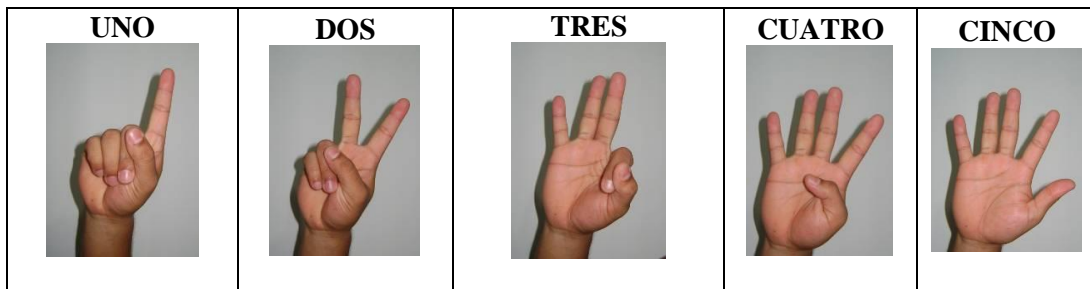 UNO
DOS
TRES
CUATRO
CINCO